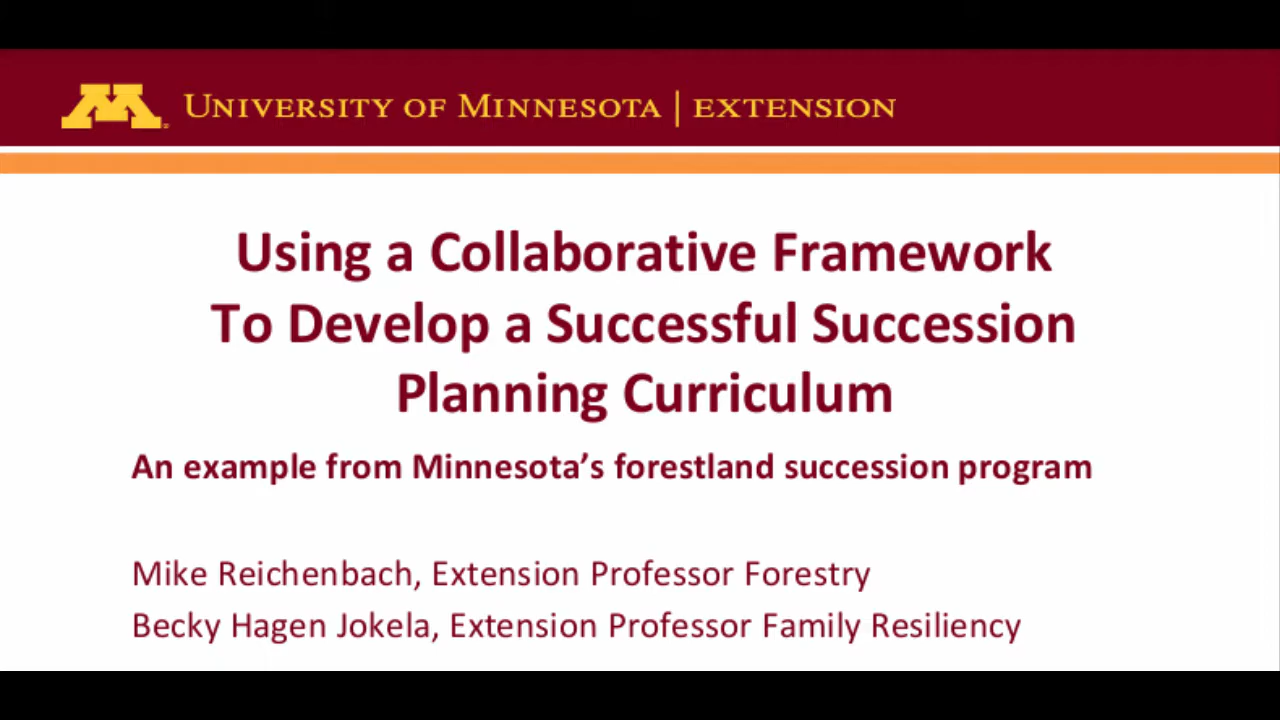 M UNIVERSITY OF MINNESOTA | EXTENSION
Using a Collaborative Framework
To Develop a Successful Succession
Planning Curriculum
An example from Minnesota’s forestland succession program
Mike Reichenbach, Extension Professor Forestry
Becky Hagen Jokela, Extension Professor Family Resiliency